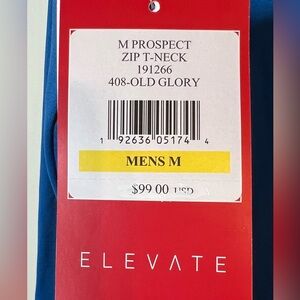 M PROSPECT
ZIP T-NECK
191266
408-OLD GLORY
1 92636 05174 4
MENS M
$99.00 USD
ELEVATE